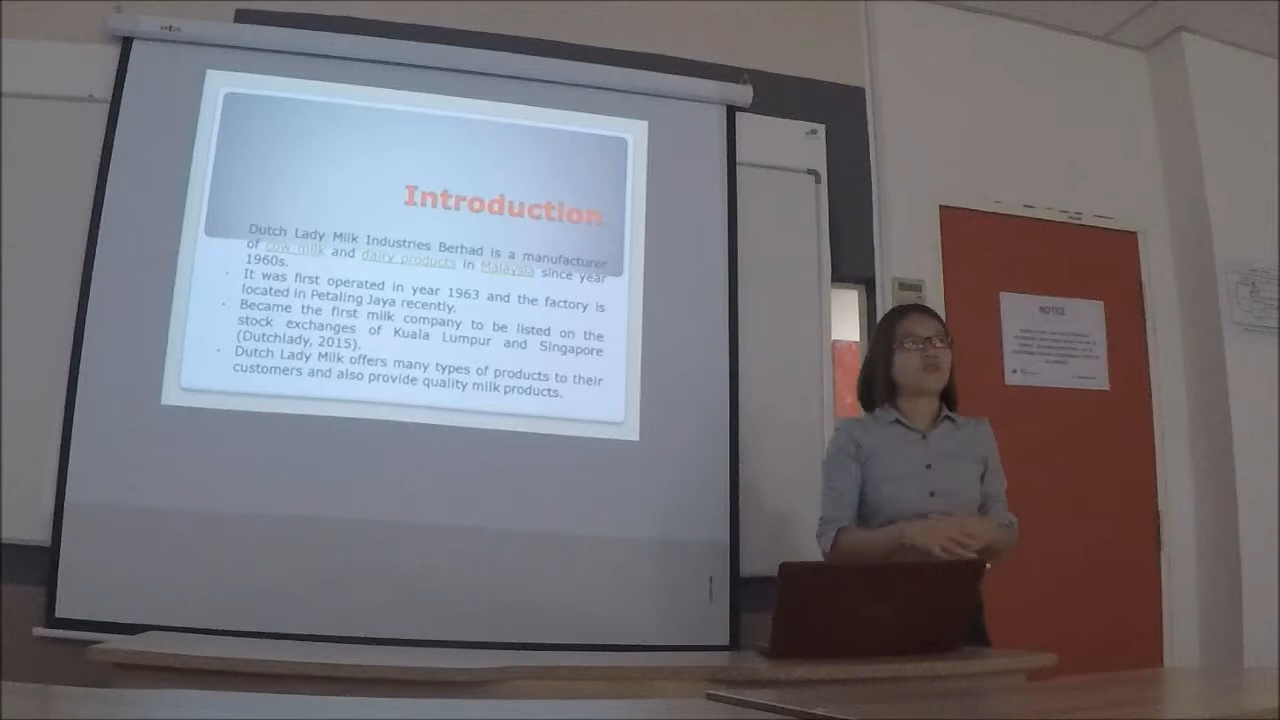 Introduction
Dutch Lady Milk Industries Berhad is a manufacturer
of cow milk and dairy products in Malaysia since year
1960s.
It was first operated in year 1963 and the factory is
located in Petaling Jaya recently.
Became the first milk company to be listed on the
stock exchanges of Kuala Lumpur and Singapore
(Dutchlady, 2015).
Dutch Lady Milk offers many types of products to their
customers and also provide quality milk products.
NOTICE